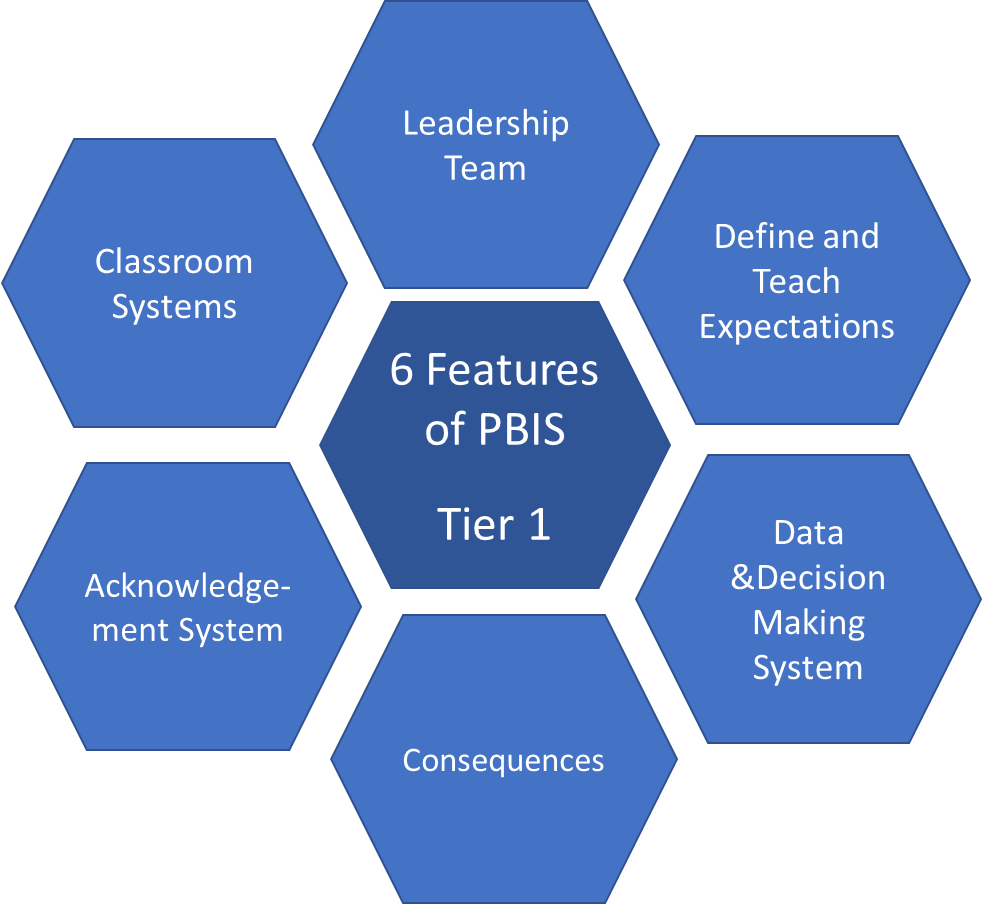 Leadership
Team
Classroom
Systems
Define and
Teach
Expectations
6 Features
of PBIS
Tier 1
Acknowledge-
ment System
Data
&Decision
Making
System
Consequences